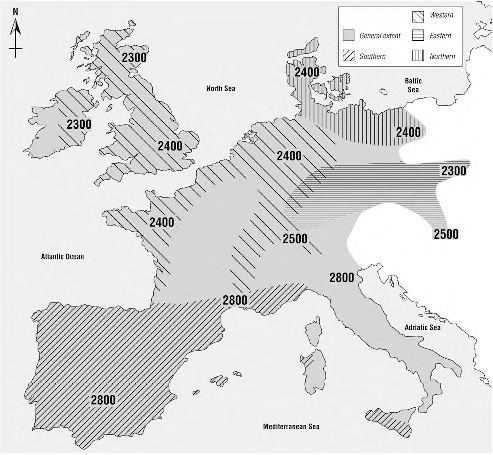 N
Western
General extent
Eastern
Southern
Northern
2300
2400
North Sea
Baltic
Sea
2300
2400
2400
2400
2300
2400
2500
2500
Atlantic Ocean
2800
2800
Adriatic Sea
2800
Mediterranean Sea